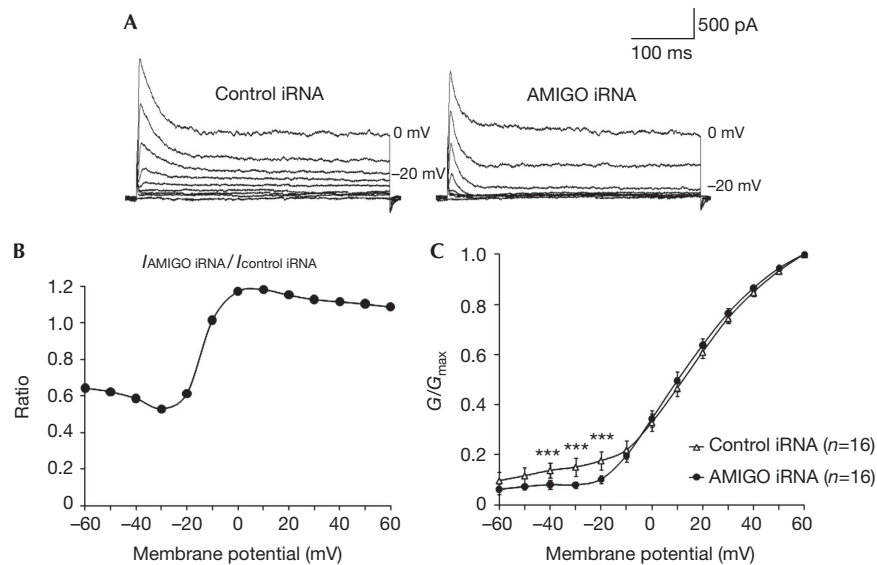 A
500 pA
100 ms
Control iRNA
AMIGO iRNA
0 mV
–20 mV
0 mV
–20 mV
B
IAMIGO iRNA/Icontrol iRNA
1.2
1.0
0.8
0.6
0.4
0.2
0
Ratio
–60 –40 –20 0 20 40 60
Membrane potential (mV)
C
1.0
0.8
0.6
0.4
0.2
0
G/Gmax
*** *** ***
Control iRNA (n=16)
AMIGO iRNA (n=16)
–60 –40 –20 0 20 40 60
Membrane potential (mV)